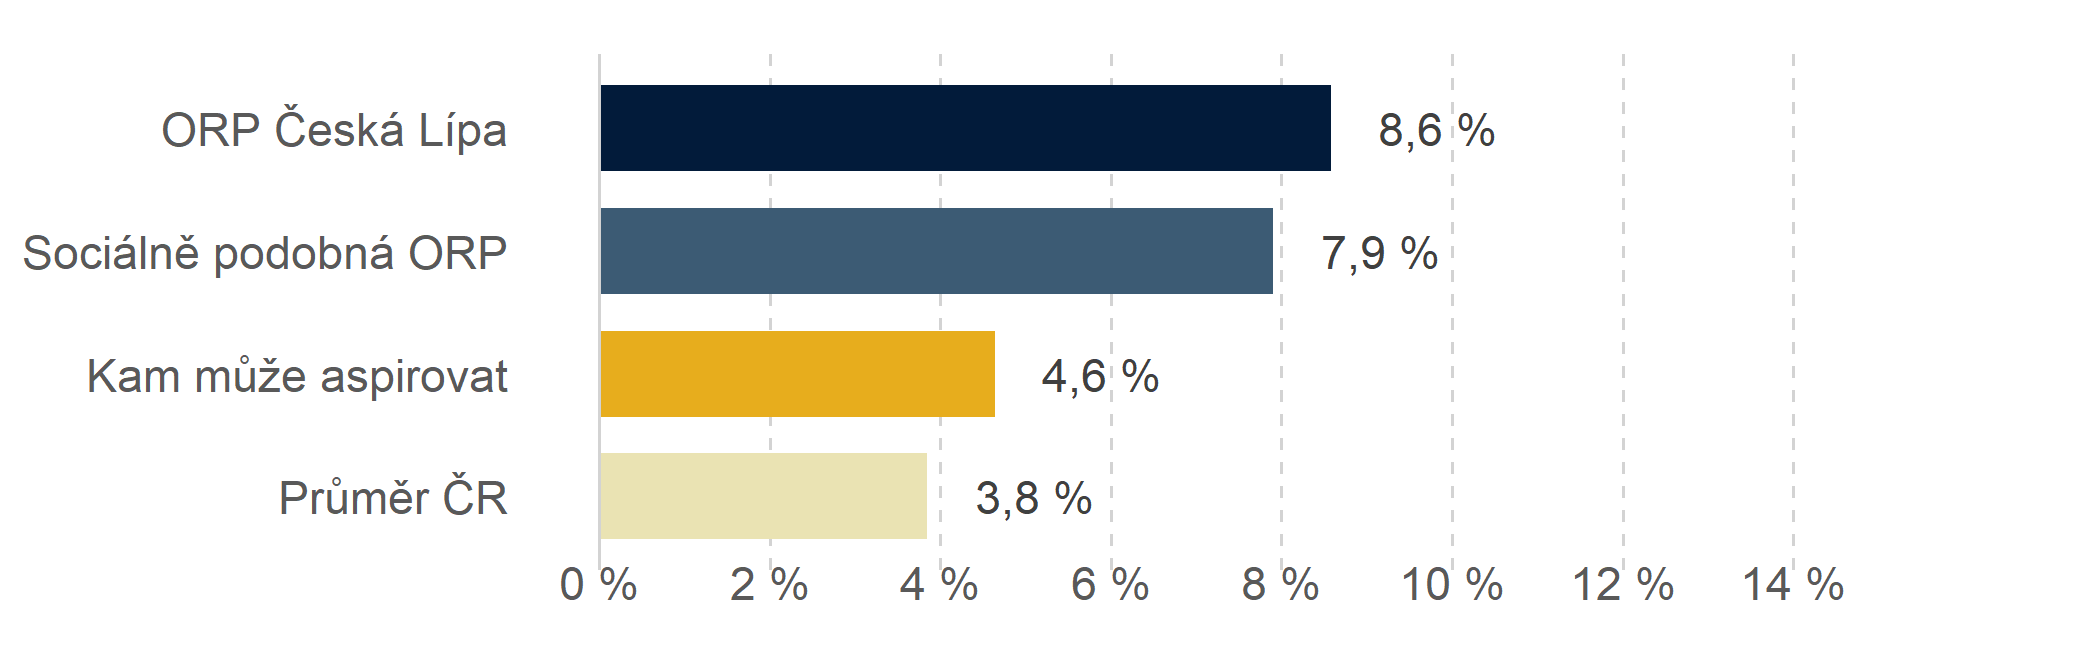 ORP Česká Lípa 8,6 %
Sociálně podobná ORP 7,9 %
Kam může aspirovat 4,6 %
Průměr ČR 3,8 %
0 % 2 % 4 % 6 % 8 % 10 % 12 % 14 %